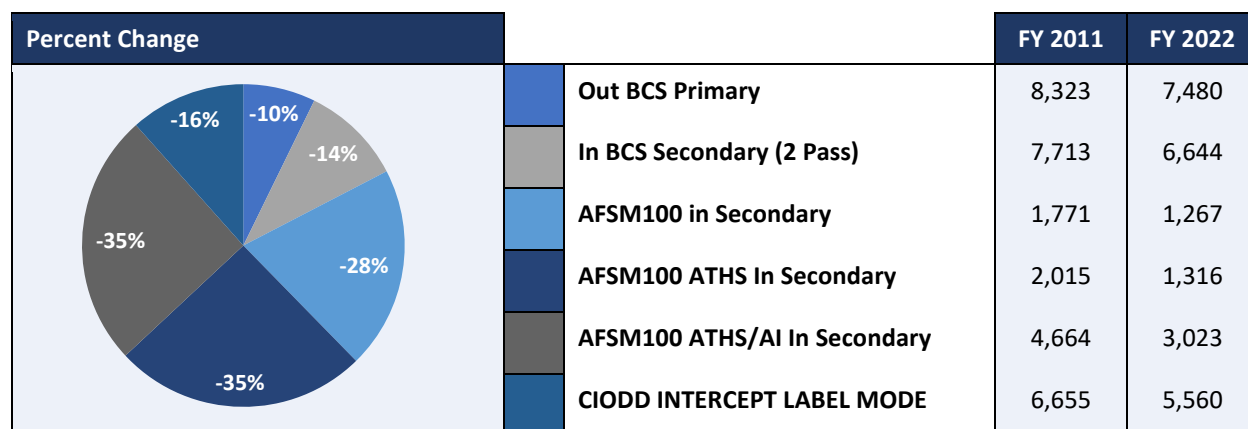 Percent Change FY 2011 FY 2022
-10%
-14%
-28%
-35%
-35%
-16%
Out BCS Primary 8,323 7,480
In BCS Secondary (2 Pass) 7,713 6,644
AFSM100 in Secondary 1,771 1,267
AFSM100 ATHS In Secondary 2,015 1,316
AFSM100 ATHS/AI In Secondary 4,664 3,023
CIODD INTERCEPT LABEL MODE 6,655 5,560